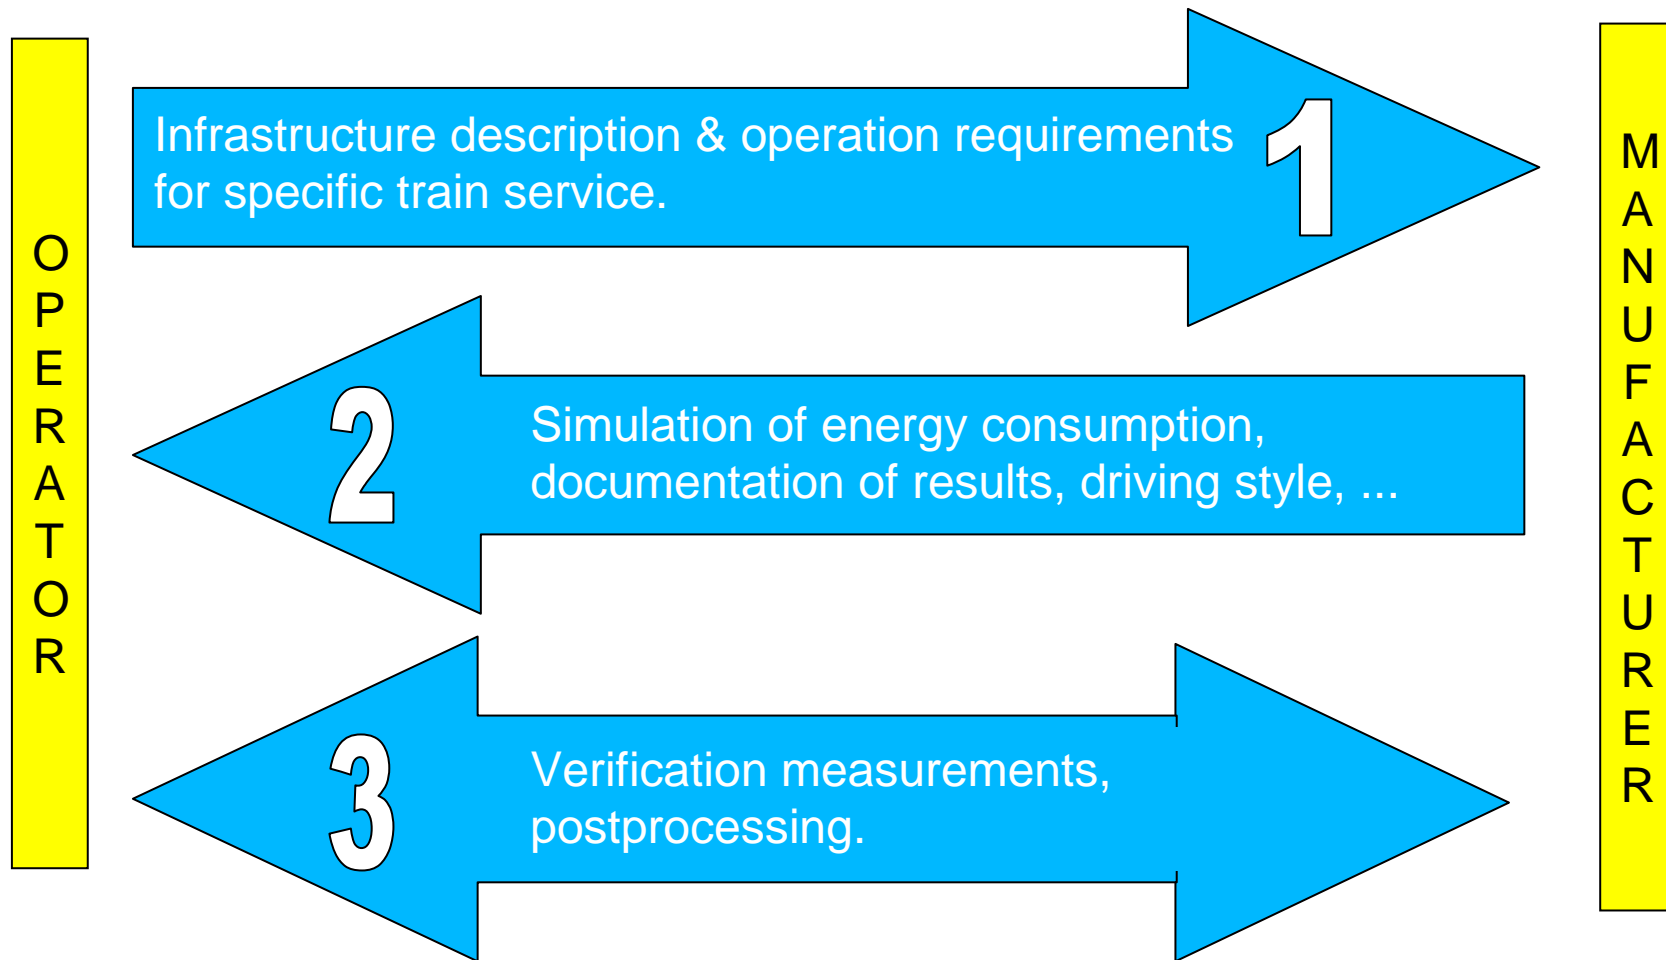 OPERATOR
Infrastructure description & operation requirements
for specific train service.
1
2
Simulation of energy consumption,
documentation of results, driving style, ...
3
Verification measurements,
postprocessing.
MANUFACTURER